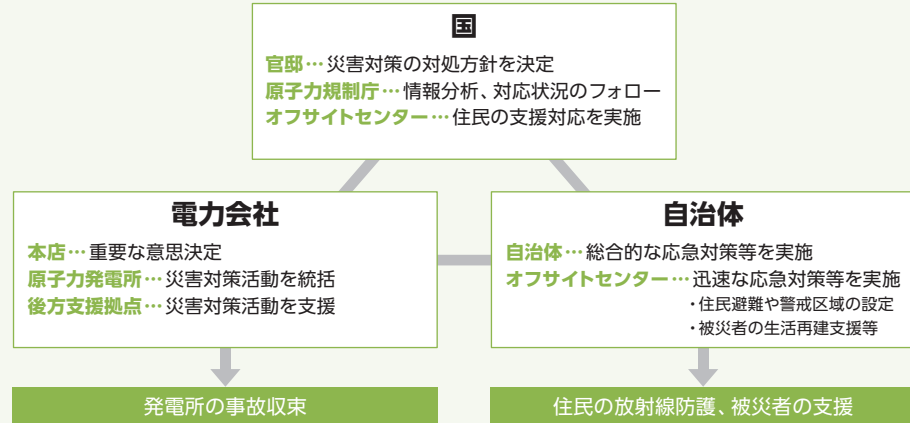 国
官邸…災害対策の対処方針を決定
原子力規制庁…情報分析、対応状況のフォロー
オフサイトセンター…住民の支援対応を実施
電力会社
本店…重要な意思決定
原子力発電所…災害対策活動を統括
後方支援拠点…災害対策活動を支援
自治体
自治体…総合的な応急対策等を実施
オフサイトセンター…迅速な応急対策等を実施
・住民避難や警戒区域の設定
・被災者の生活再建支援等
発電所の事故収束
住民の放射線防護、被災者の支援